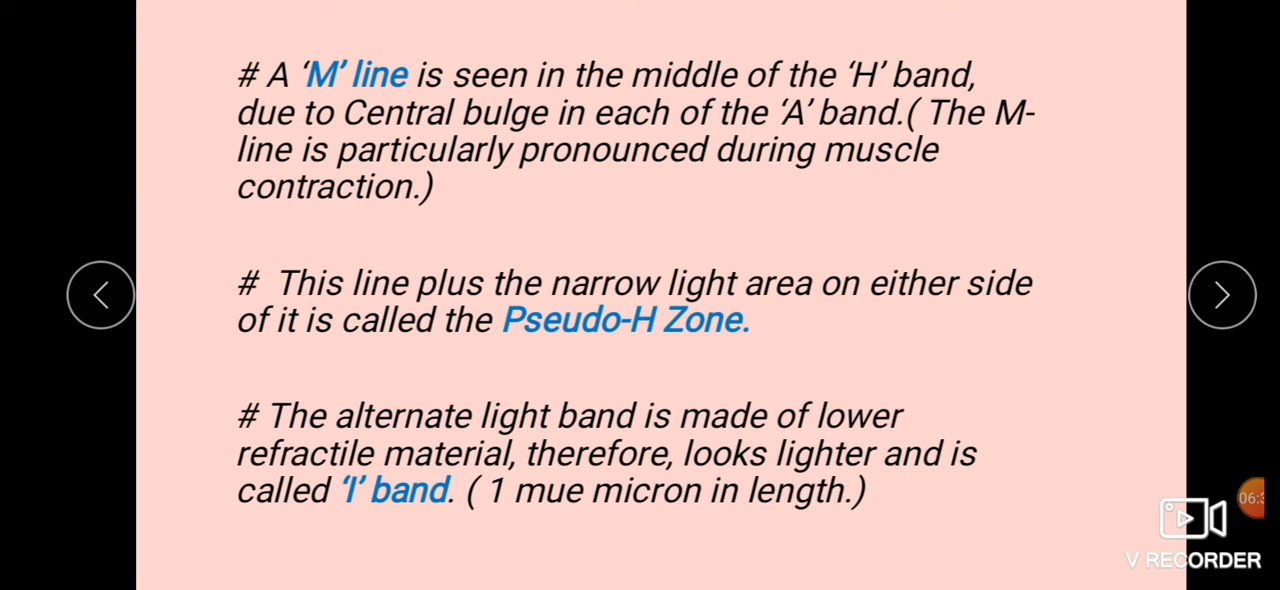 # A ‘M’ line is seen in the middle of the ‘H’ band,
due to Central bulge in each of the ‘A’ band.( The M-
line is particularly pronounced during muscle
contraction.)
# This line plus the narrow light area on either side
of it is called the Pseudo-H Zone.
# The alternate light band is made of lower
refractile material, therefore, looks lighter and is
called ‘I’ band. ( 1 mue micron in length.)
V RECORDER